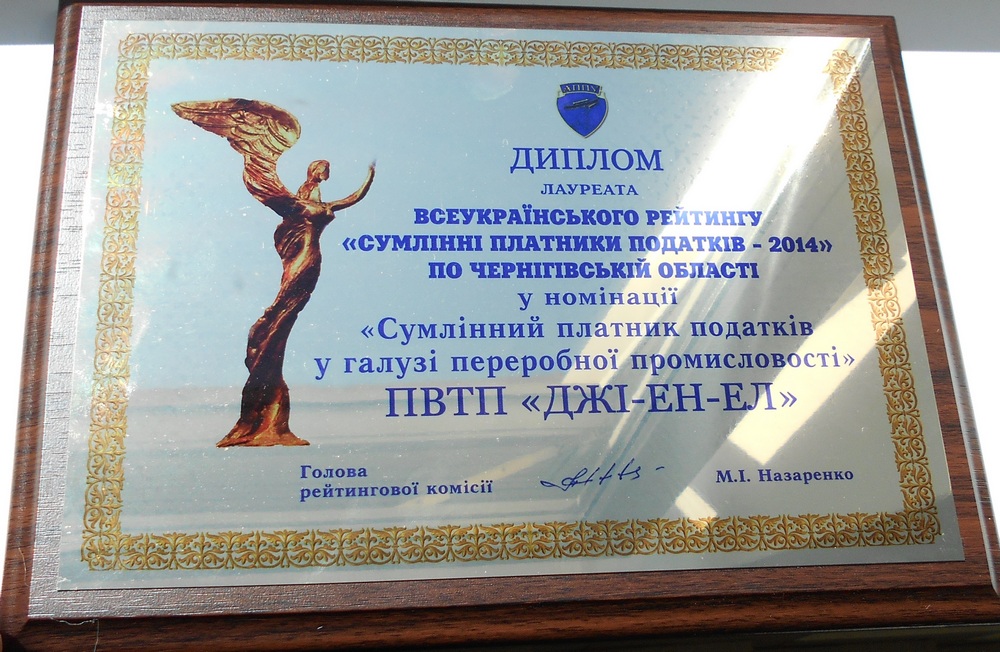 АППУ
ДИПЛОМ
ЛАУРЕАТА
ВСЕУКРАЇНСЬКОГО РЕЙТИНГУ
«СУМЛІННІ ПЛАТНИКИ ПОДАТКІВ - 2014»
ПО ЧЕРНІГІВСЬКІЙ ОБЛАСТІ
у номінації
«Сумлінний платник податків
у галузі переробної промисловості»
ПВТП «ДЖІ-ЕН-ЕЛ»
Голова
рейтингової комісії
М.І. Назаренко